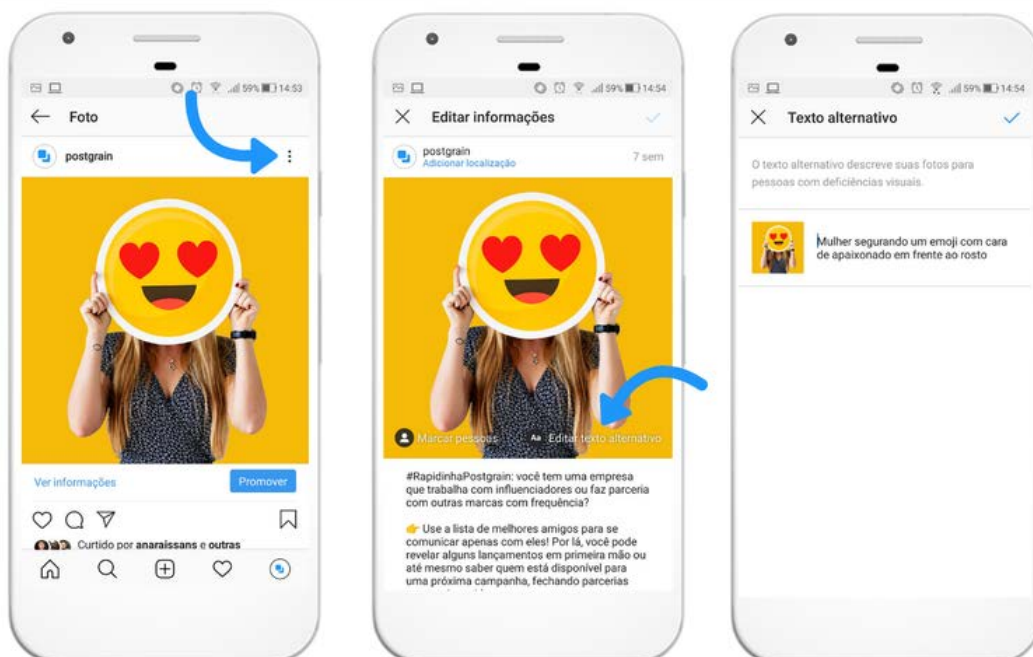 59% 14:53
Foto
postgrain
Ver informações
Promover
Curtido por anaraissans e outras
59% 14:54
Editar informações
postgrain
Adicionar localização
7 sem
Marcar pessoas
Aa Editar texto alternativo
#RapidinhaPostgrain: você tem uma empresa
que trabalha com influenciadores ou faz parceria
com outras marcas com frequência?
👉 Use a lista de melhores amigos para se
comunicar apenas com eles! Por lá, você pode
revelar alguns lançamentos em primeira mão ou
até mesmo saber quem está disponível para
uma próxima campanha, fechando parcerias
59% 14:54
Texto alternativo
O texto alternativo descreve suas fotos para
pessoas com deficiências visuais.
Mulher segurando um emoji com cara
de apaixonado em frente ao rosto